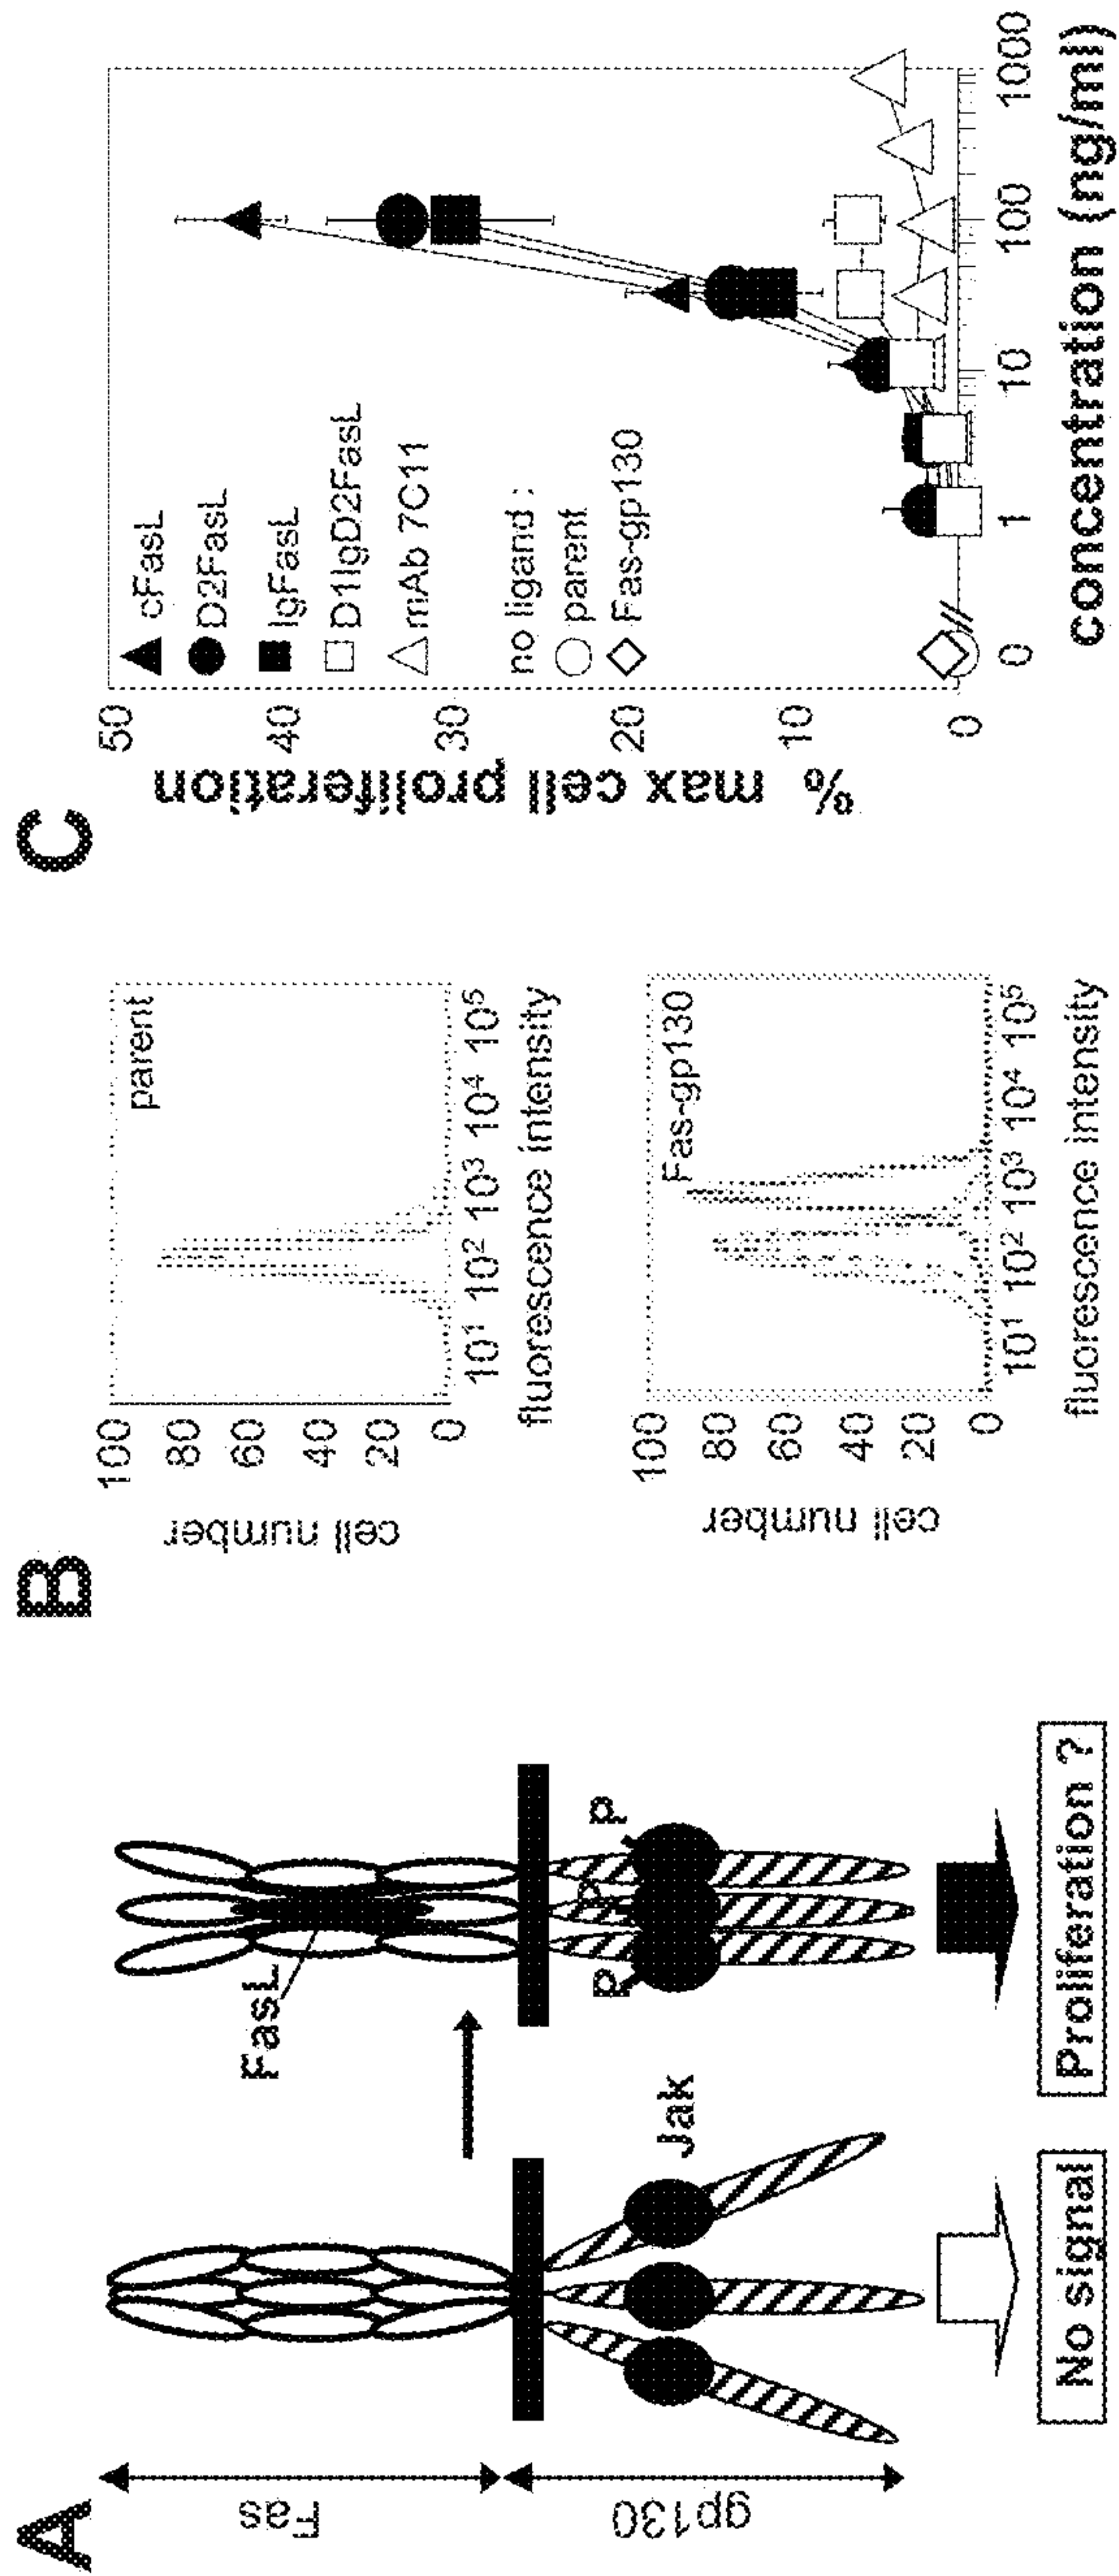 A
Fas
gp130
FasL
Jak
P
P
P
No signal
Proliferation ?
B
cell number
100
80
60
40
20
0
parent
10¹ 10² 10³ 10⁴ 10⁵
fluorescence intensity
cell number
100
80
60
40
20
0
Fas-gp130
10¹ 10² 10³ 10⁴ 10⁵
fluorescence intensity
C
% max cell proliferation
50
40
30
20
10
0
cFasL
D2FasL
IgFasL
D1IgD2FasL
mAb 7C11
no ligand :
parent
Fas-gp130
0 1 10 100 1000
concentration (ng/ml)